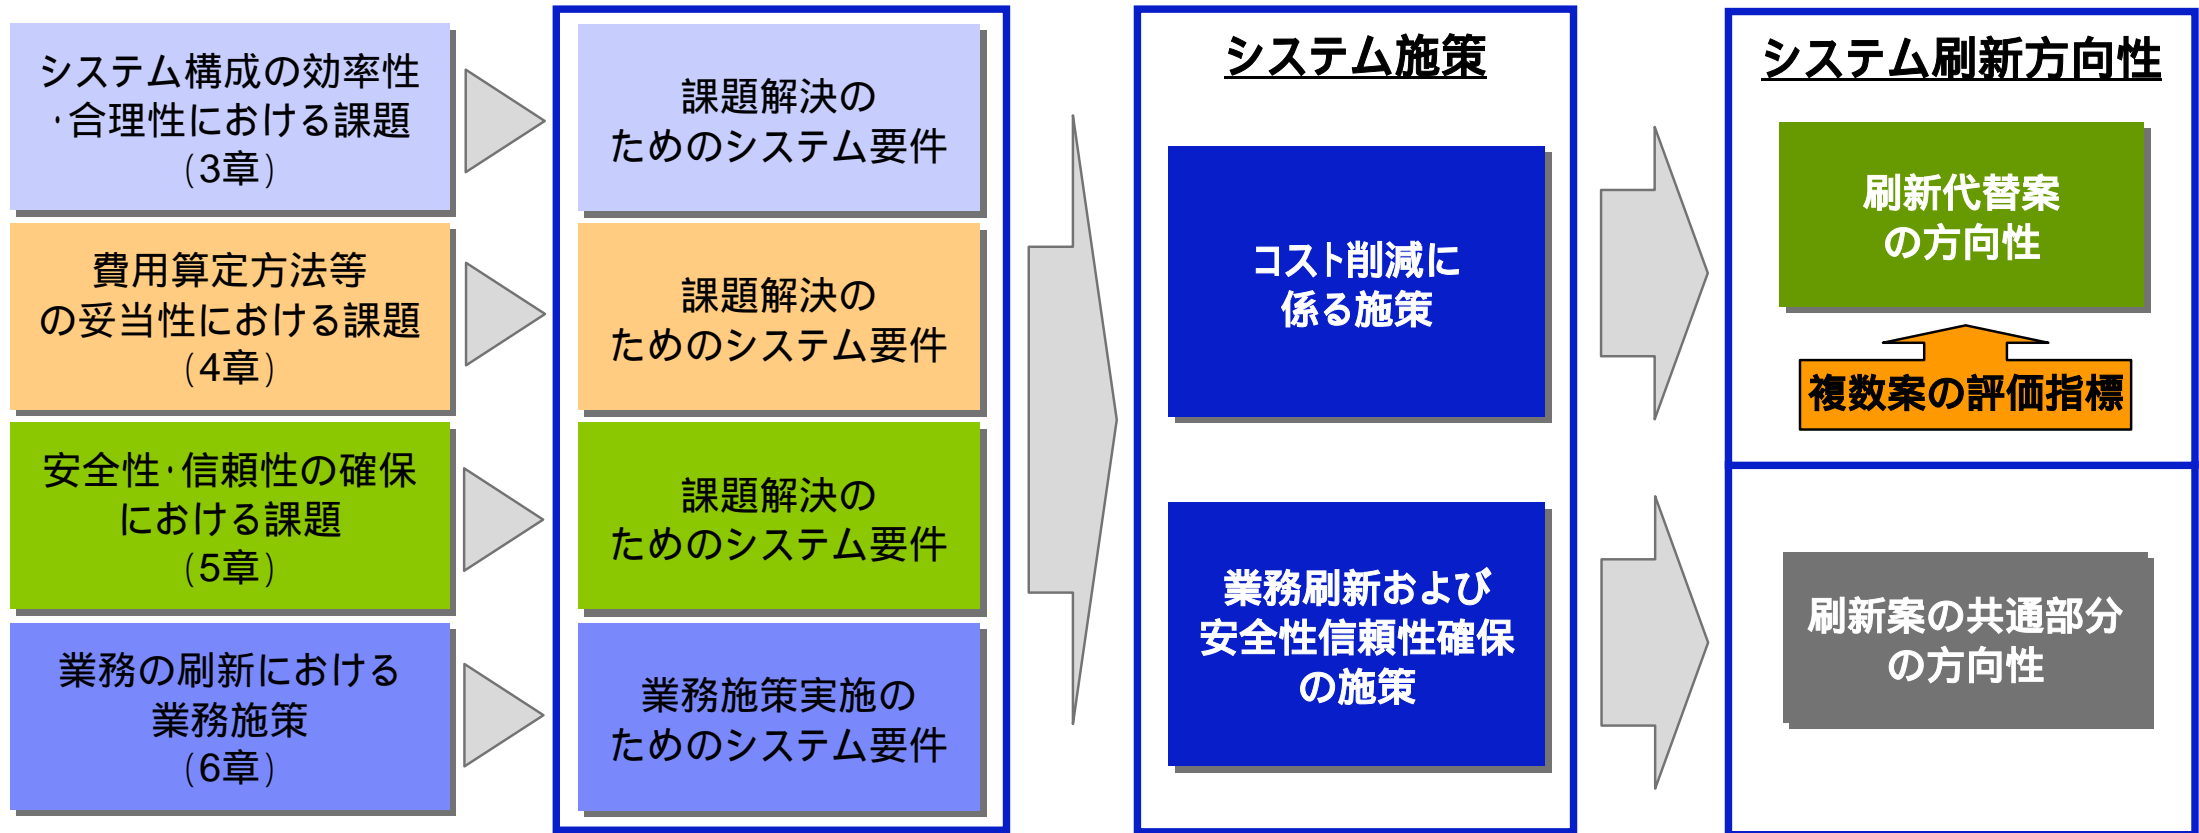 システム構成の効率性
・合理性における課題
(3章)
費用算定方法等
の妥当性における課題
(4章)
安全性・信頼性の確保
における課題
(5章)
業務の刷新における
業務施策
(6章)
課題解決の
ためのシステム要件
課題解決の
ためのシステム要件
課題解決の
ためのシステム要件
業務施策実施の
ためのシステム要件
システム施策
コスト削減に
係る施策
業務刷新および
安全性信頼性確保
の施策
システム刷新方向性
刷新代替案
の方向性
複数案の評価指標
刷新案の共通部分
の方向性